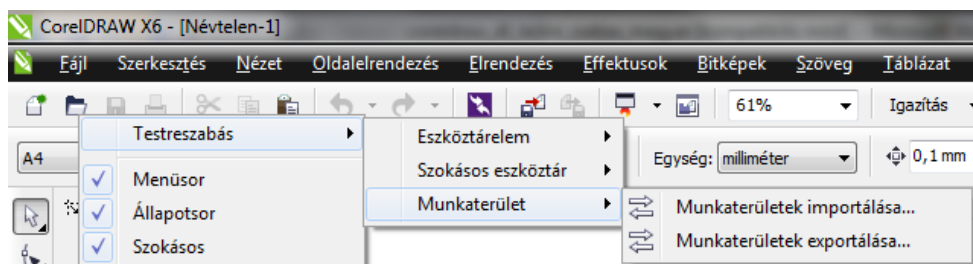 CorelDRAW X6 - [Névtelen-1]
Fájl Szerkesztés Nézet Oldalelrendezés Elrendezés Effektusok Bitképek Szöveg Táblázat
61% Igazítás
Testreszabás Eszköztárelem
A4 Szokásos eszköztár Egység: milliméter 0,1 mm
Menüsor Munkaterület Munkaterületek importálása...
Állapotsor Munkaterületek exportálása...
Szokásos